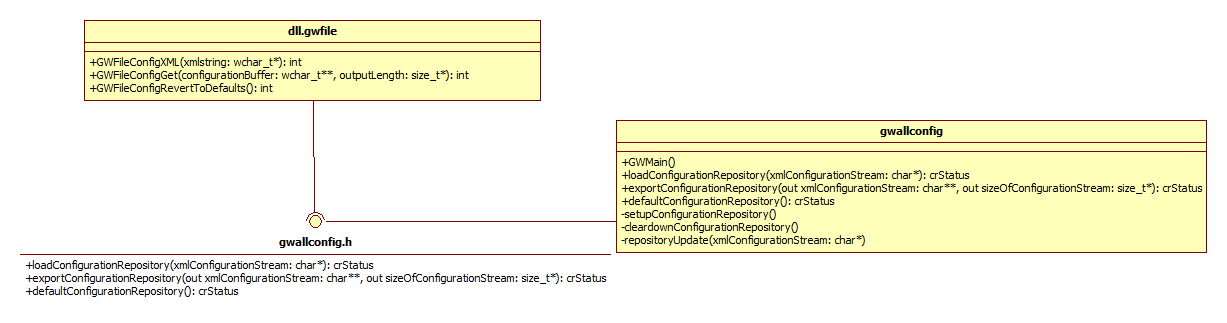 dll.gwfile
+GWFileConfigXML(xmlstring: wchar_t*): int
+GWFileConfigGet(configurationBuffer: wchar_t**, outputLength: size_t*): int
+GWFileConfigRevertToDefaults(): int
gwallconfig
+GWMain()
+loadConfigurationRepository(xmlConfigurationStream: char*): crStatus
+exportConfigurationRepository(out xmlConfigurationStream: char**, out sizeOfConfigurationStream: size_t*): crStatus
+defaultConfigurationRepository(): crStatus
-setupConfigurationRepository()
-cleardownConfigurationRepository()
-repositoryUpdate(xmlConfigurationStream: char*)
gwallconfig.h
+loadConfigurationRepository(xmlConfigurationStream: char*): crStatus
+exportConfigurationRepository(out xmlConfigurationStream: char**, out sizeOfConfigurationStream: size_t*): crStatus
+defaultConfigurationRepository(): crStatus